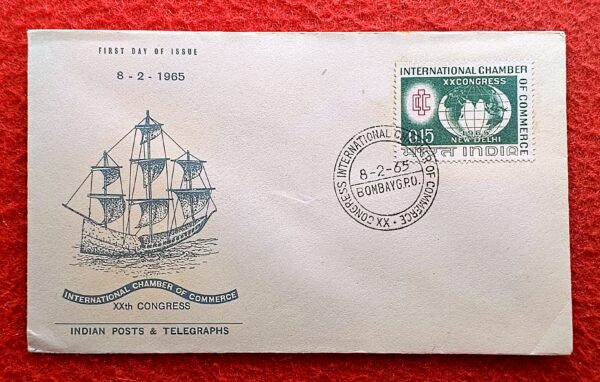 FIRST DAY OF ISSUE
8 - 2 - 1965
INTERNATIONAL CHAMBER OF COMMERCE
XXth CONGRESS
INDIAN POSTS & TELEGRAPHS
INTERNATIONAL CHAMBER
OF COMMERCE
XX CONGRESS
1965
NEW DELHI
0.15
भारत INDIA
XX CONGRESS INTERNATIONAL CHAMBER OF COMMERCE
8-2-65
BOMBAY G.P.O.